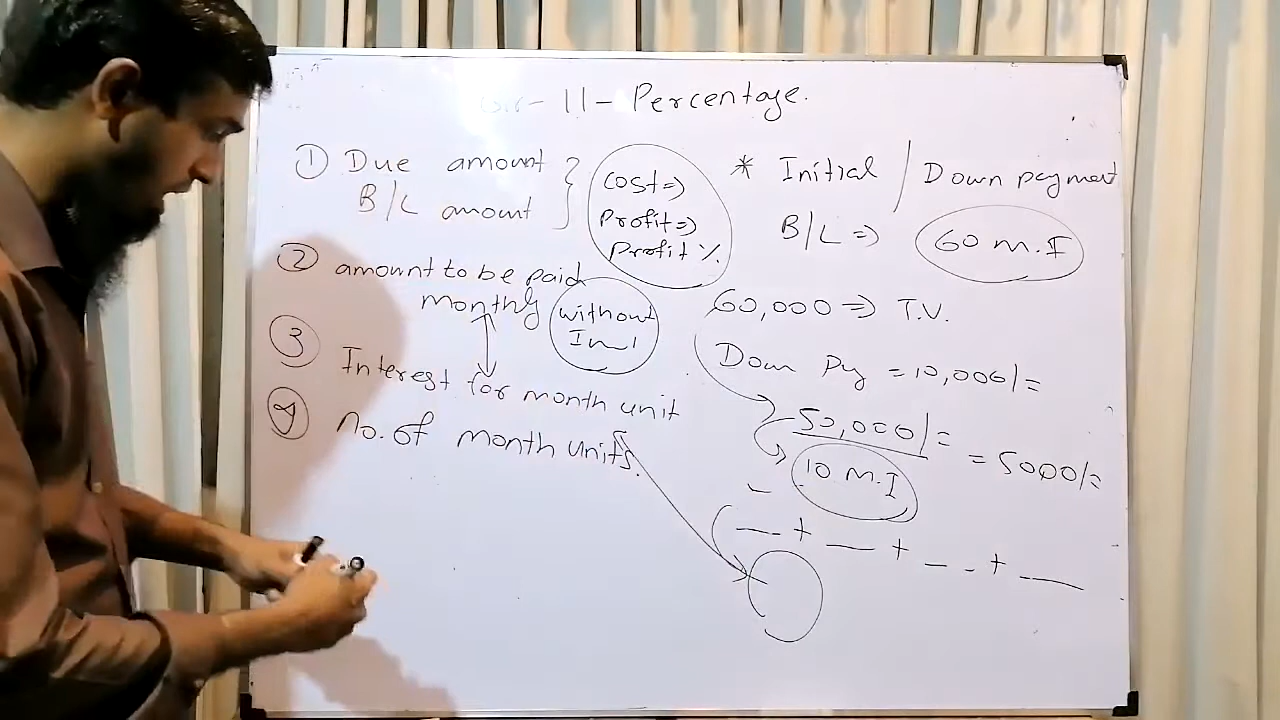 - 11 - Percentage.
① Due amount
B/L amount
Cost ⇒
Profit ⇒
Profit %
② amount to be paid
monthly
without
③ Interest for month unit
④ No. of month units.
* Initial / Down payment
B/L ⇒ 60 M.I
60,000 ⇒ T.V.
Down Py = 10,000/=
50,000/=
10 M.I = 5000/=
( — + — + — + —